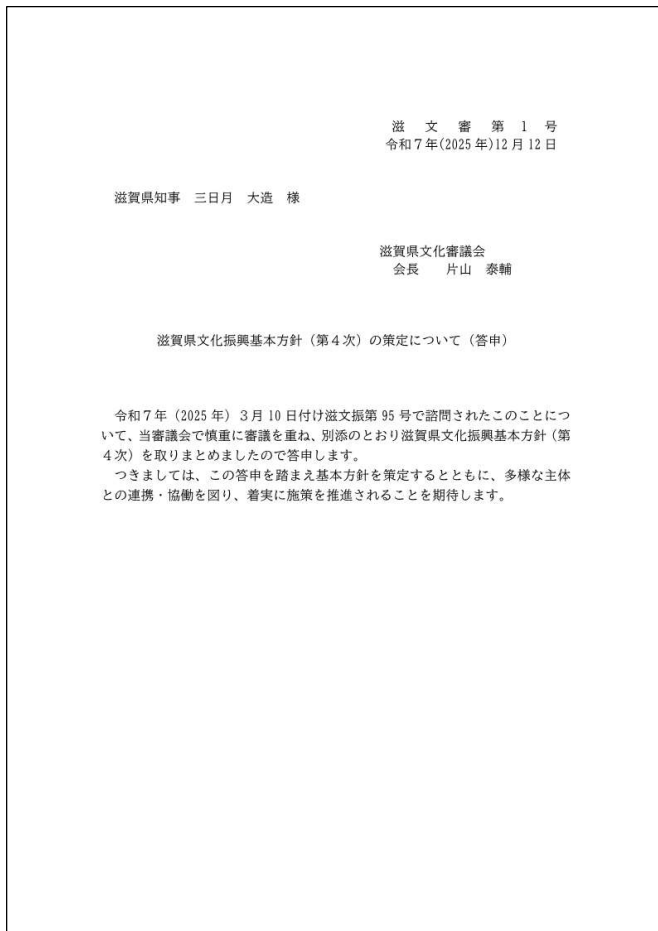 滋文審第１号
令和７年(2025年)12月12日
滋賀県知事　三日月　大造　様
滋賀県文化審議会
会長　　片山　泰輔
滋賀県文化振興基本方針（第４次）の策定について（答申）
令和７年（2025年）３月10日付け滋文振第95号で諮問されたこのことにつ
いて、当審議会で慎重に審議を重ね、別添のとおり滋賀県文化振興基本方針（第
４次）を取りまとめましたので答申します。
つきましては、この答申を踏まえ基本方針を策定するとともに、多様な主体
との連携・協働を図り、着実に施策を推進されることを期待します。